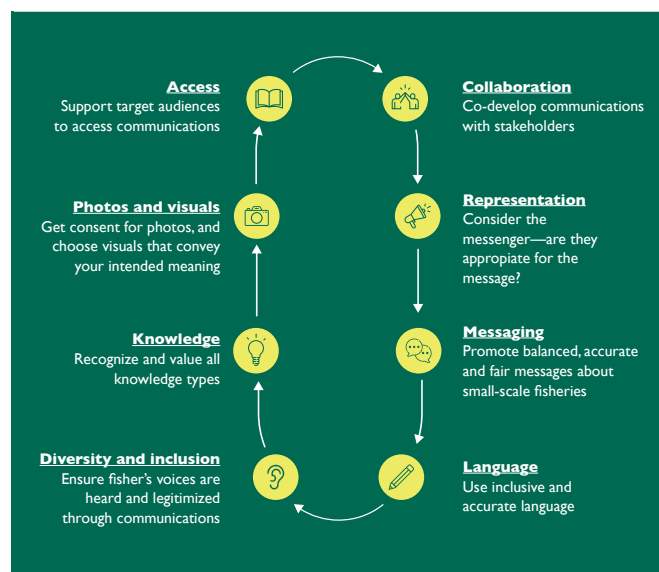 Access
Support target audiences
to access communications
Collaboration
Co-develop communications
with stakeholders
Representation
Consider the
messenger—are they
appropiate for the
message?
Messaging
Promote balanced, accurate
and fair messages about
small-scale fisheries
Language
Use inclusive and
accurate language
Diversity and inclusion
Ensure fisher's voices are
heard and legitimized
through communications
Knowledge
Recognize and value all
knowledge types
Photos and visuals
Get consent for photos, and
choose visuals that convey
your intended meaning